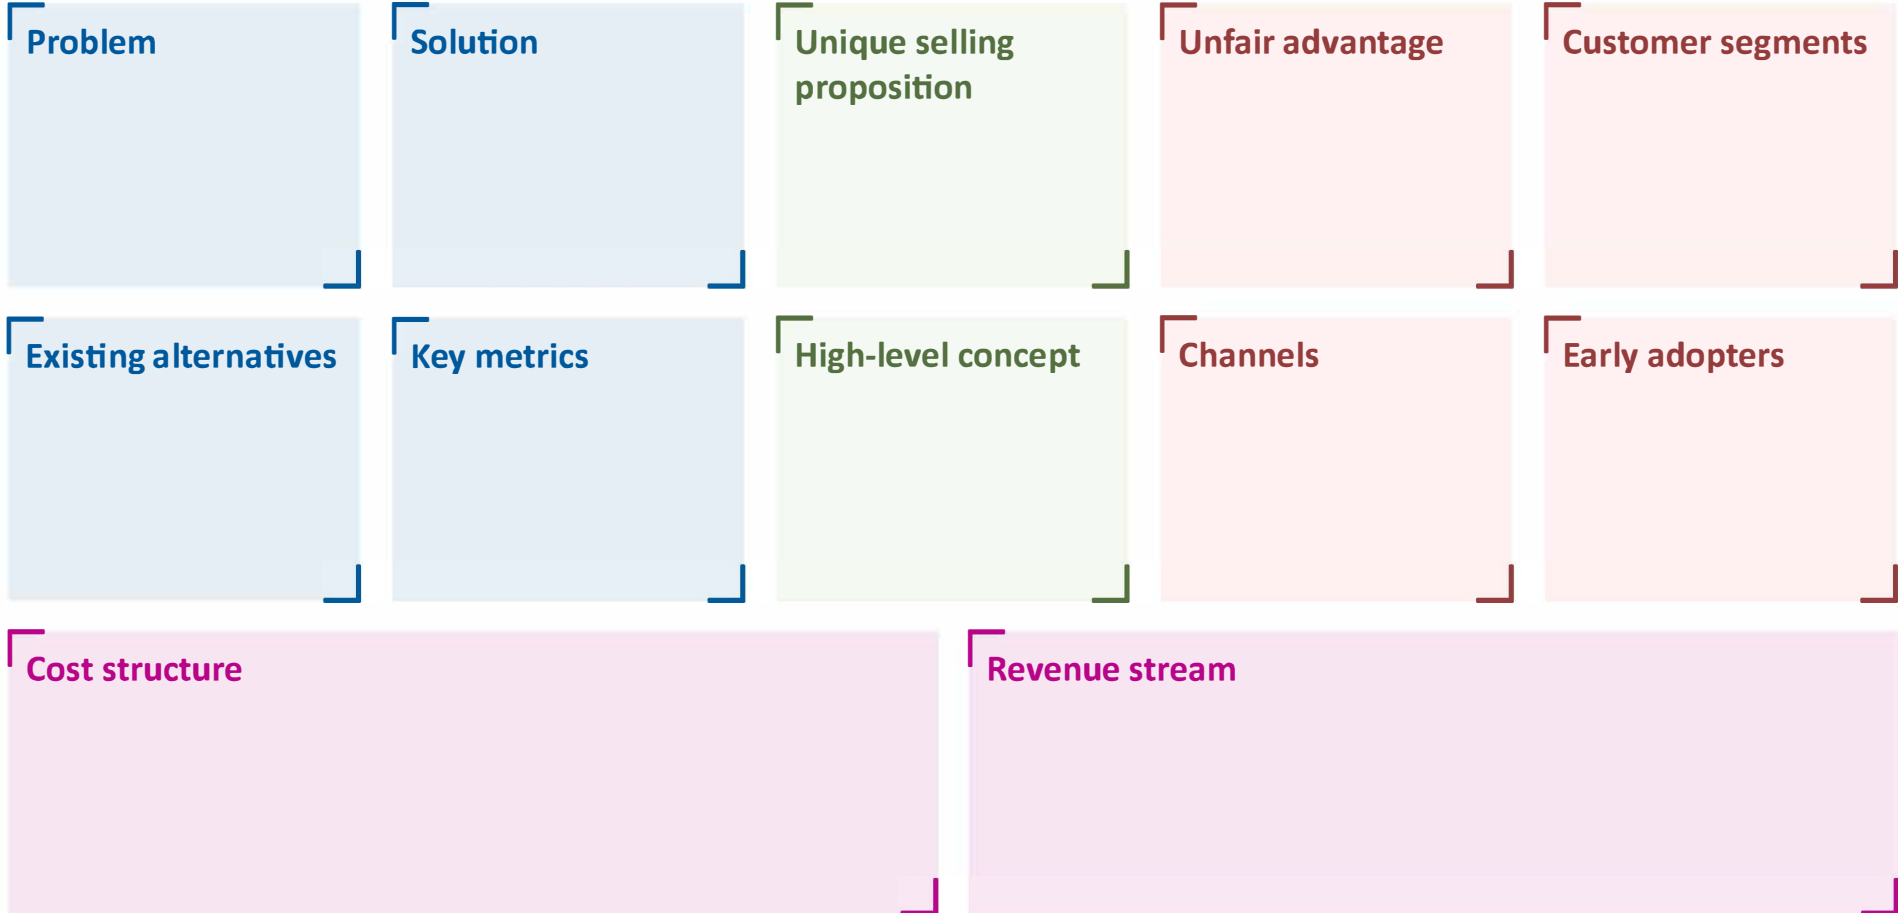 Problem
Solution
Unique selling
proposition
Unfair advantage
Customer segments
Existing alternatives
Key metrics
High-level concept
Channels
Early adopters
Cost structure
Revenue stream